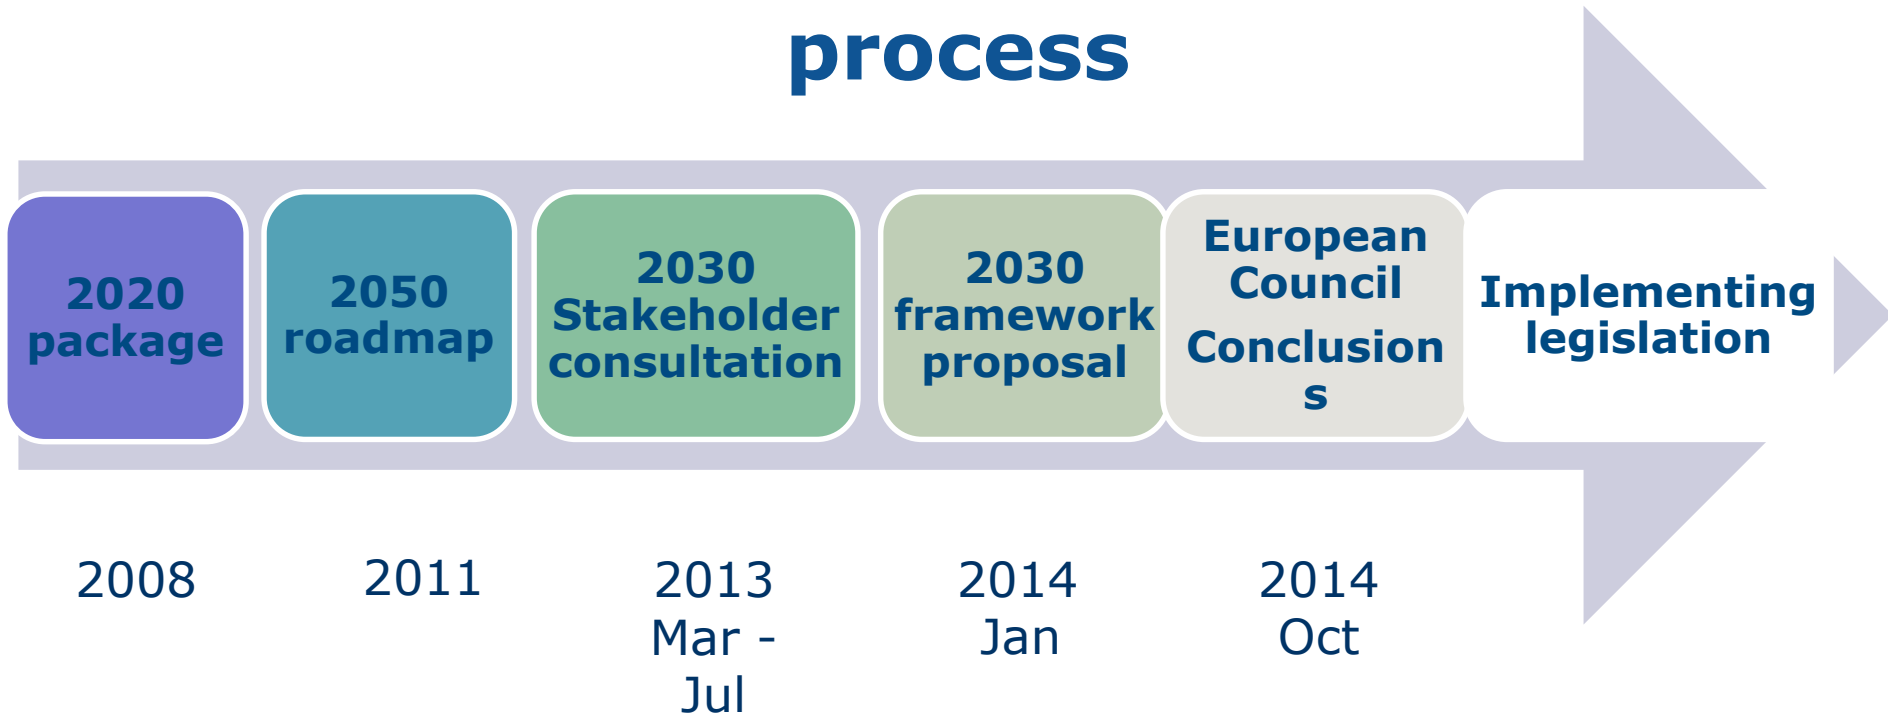 process
2020
package
2050
roadmap
2030
Stakeholder
consultation
2030
framework
proposal
European
Council
Conclusion
s
Implementing
legislation
2008
2011
2013
Mar -
Jul
2014
Jan
2014
Oct